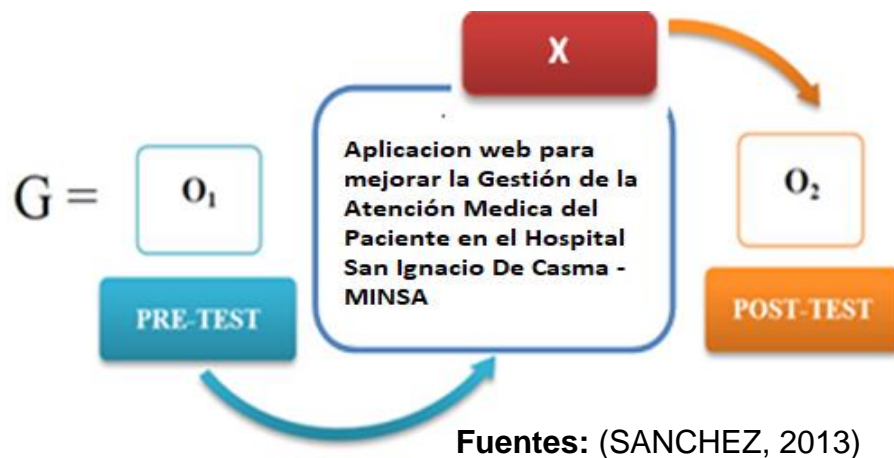 X
Aplicacion web para
mejorar la Gestión de la
Atención Medica del
Paciente en el Hospital
San Ignacio De Casma -
MINSA
G =
O₁
PRE-TEST
O₂
POST-TEST
Fuentes: (SANCHEZ, 2013)